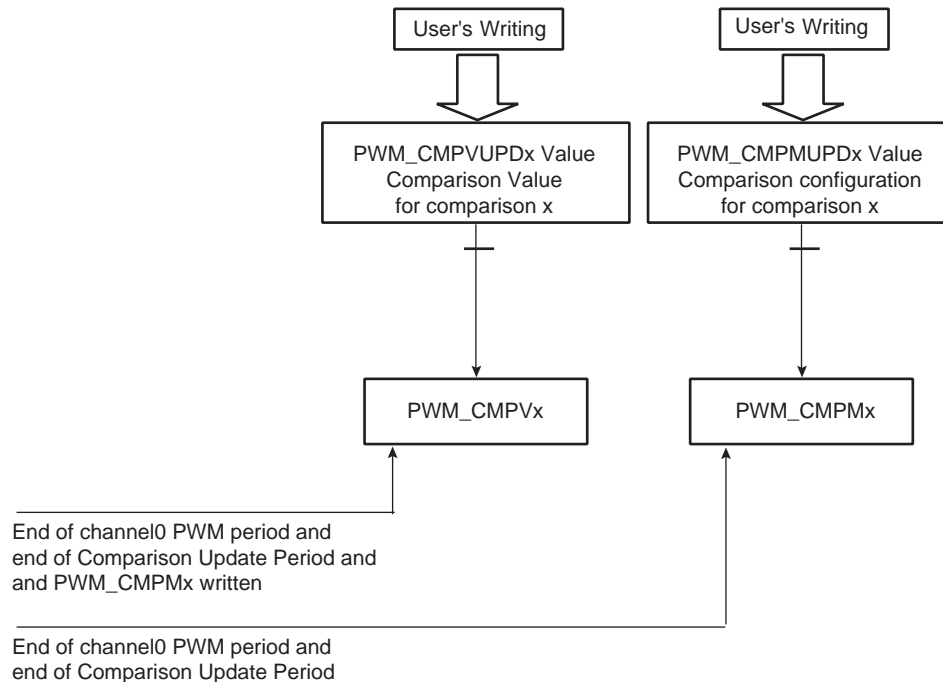 User's Writing
User's Writing
PWM_CMPVUPDx Value
Comparison Value
for comparison x
PWM_CMPMUPDx Value
Comparison configuration
for comparison x
PWM_CMPVx
PWM_CMPMx
End of channel0 PWM period and
end of Comparison Update Period and
and PWM_CMPMx written
End of channel0 PWM period and
end of Comparison Update Period